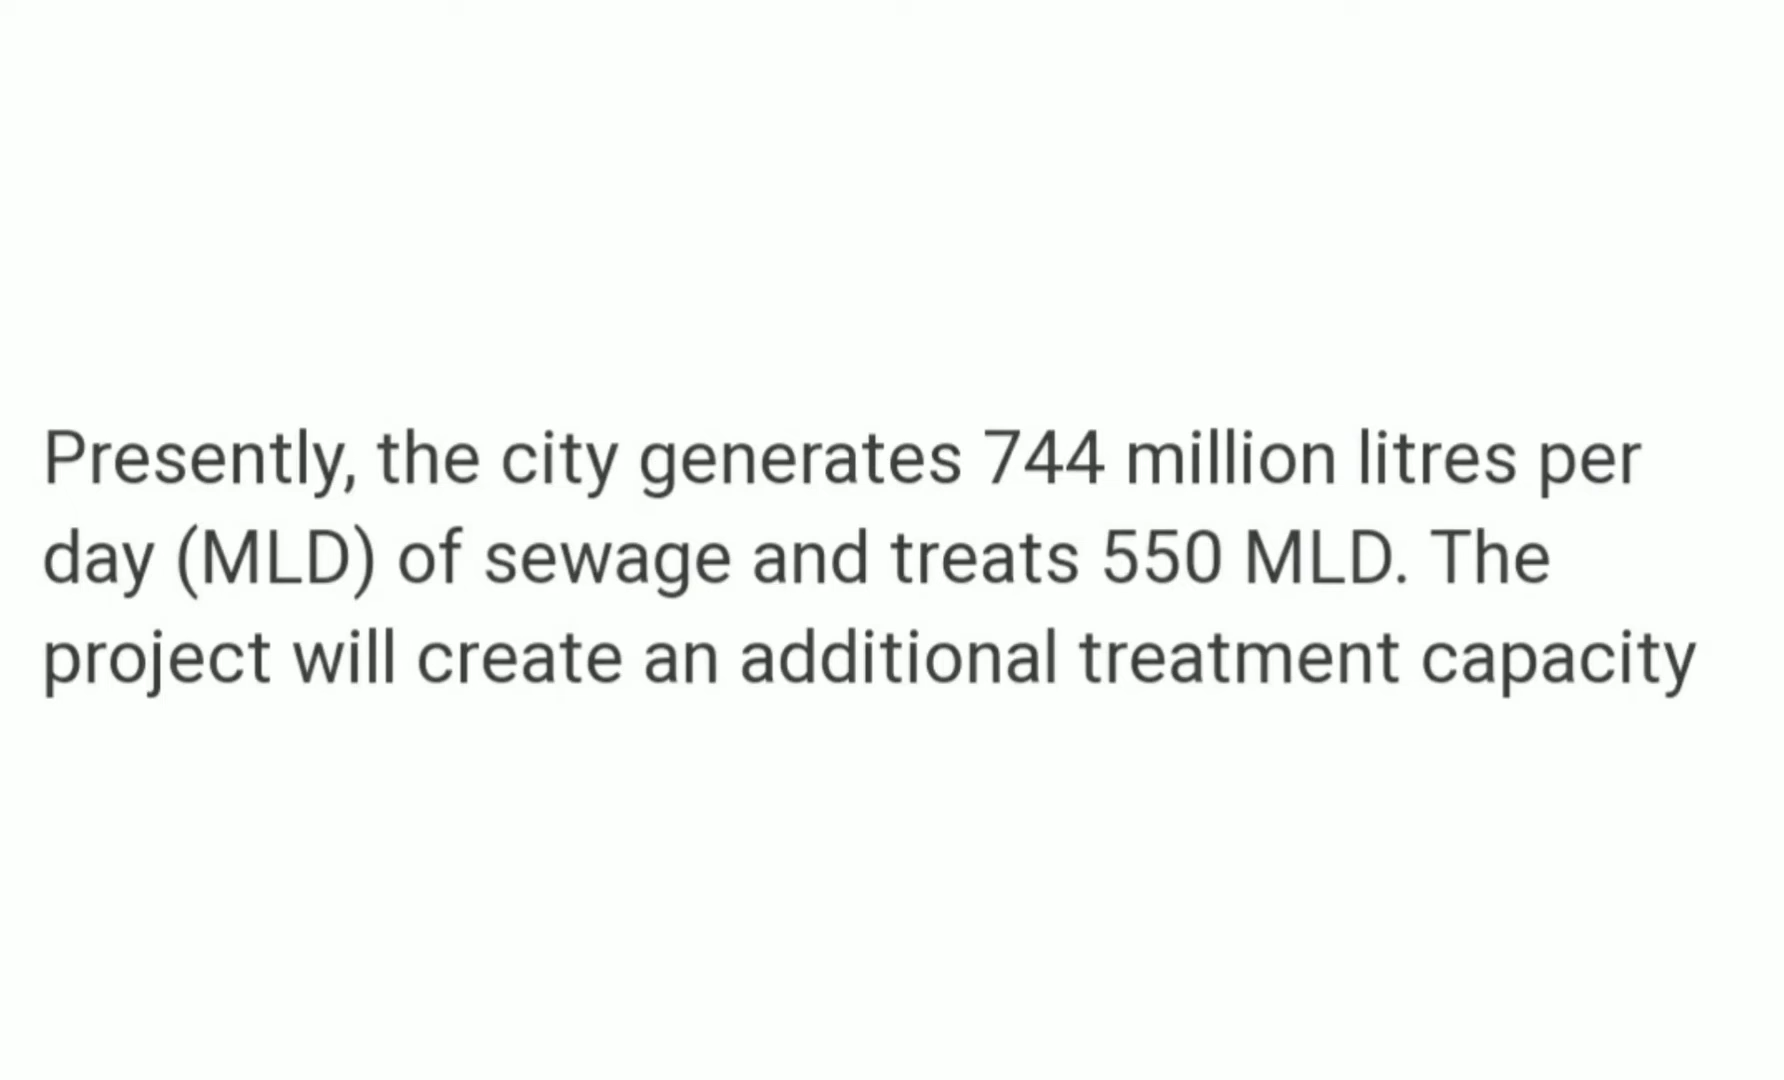 Presently, the city generates 744 million litres per
day (MLD) of sewage and treats 550 MLD. The
project will create an additional treatment capacity